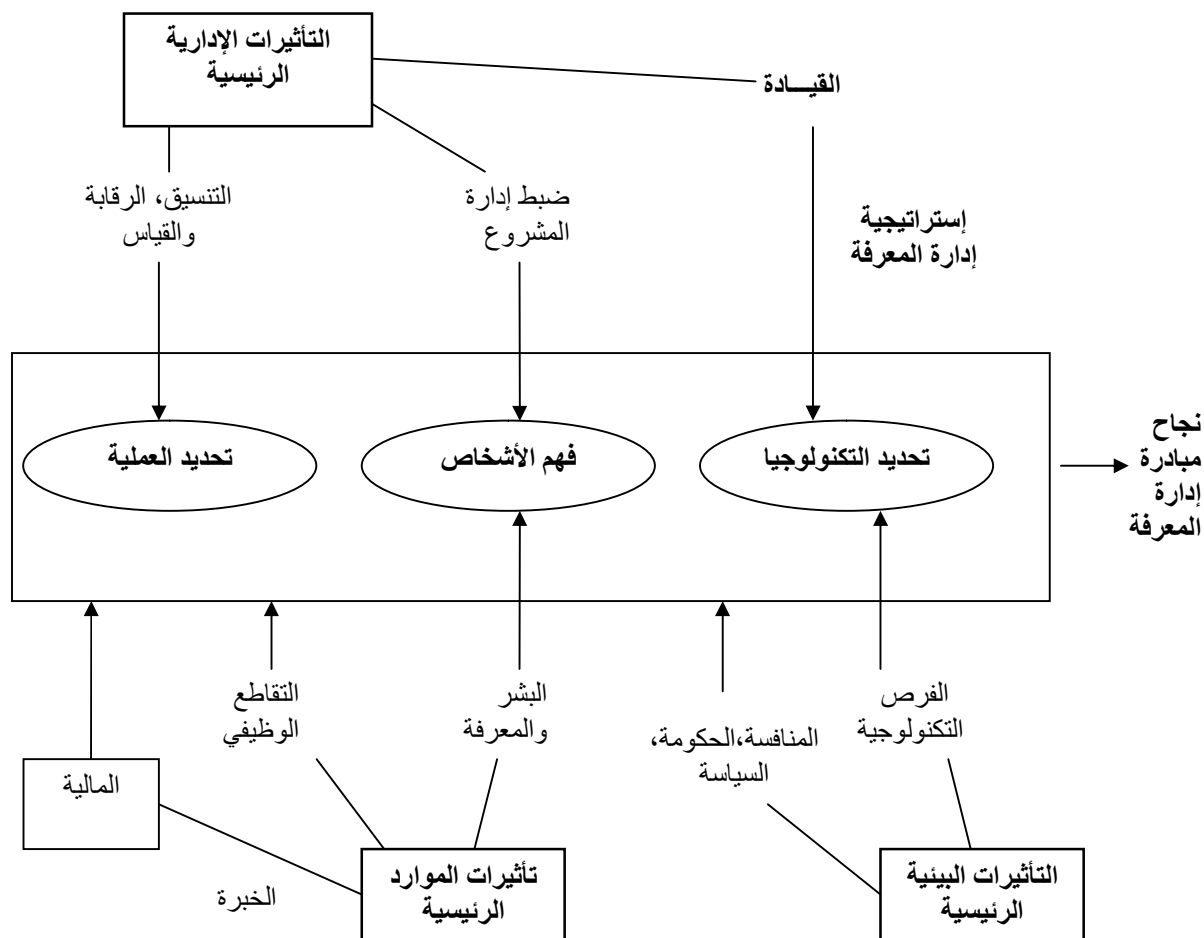 التأثيرات الإدارية
الرئيسية
القيـــادة
التنسيق، الرقابة
والقياس
ضبط إدارة
المشروع
إستراتيجية
إدارة المعرفة
تحديد العملية
فهم الأشخاص
تحديد التكنولوجيا
نجاح
مبادرة
إدارة
المعرفة
التقاطع
الوظيفي
البشر
والمعرفة
المنافسة،الحكومة،
السياسة
الفرص
التكنولوجية
المالية
الخبرة
تأثيرات الموارد
الرئيسية
التأثيرات البيئية
الرئيسية